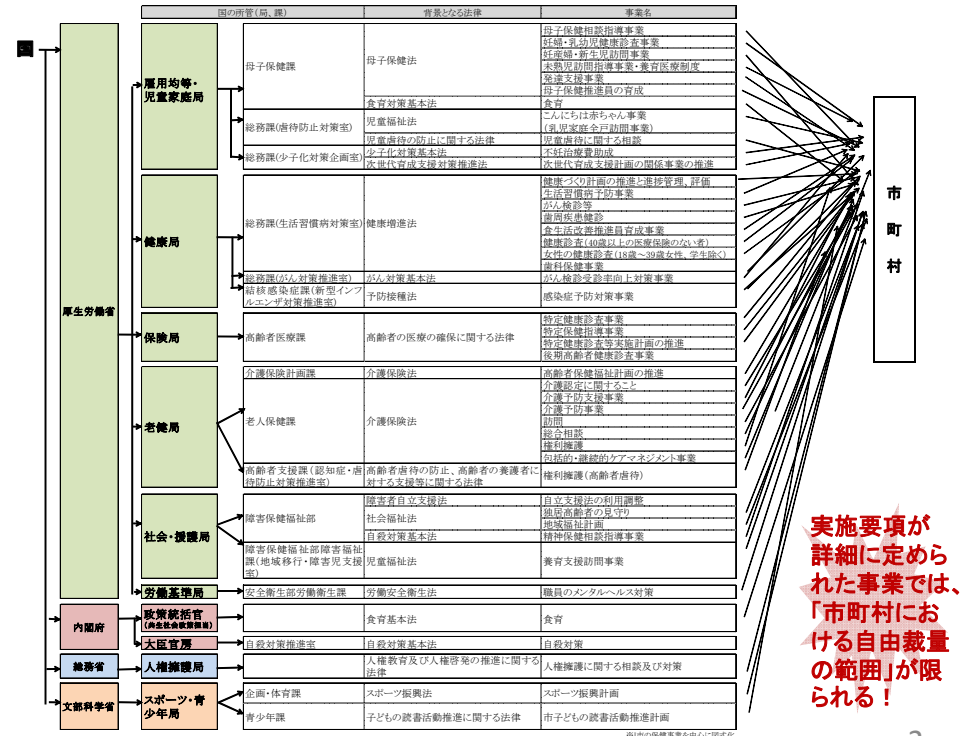 国の所管(局、課)
背景となる法律
事業名
国
厚生労働省
雇用均等・
児童家庭局
母子保健課
母子保健法
母子保健相談指導事業
妊婦・乳幼児健康診査事業
妊産婦・新生児訪問事業
未熟児訪問指導事業・養育医療制度
発達支援事業
母子保健推進員の育成
食育対策基本法
食育
総務課(虐待防止対策室)
児童福祉法
こんにちは赤ちゃん事業
(乳児家庭全戸訪問事業)
児童虐待の防止に関する法律
児童虐待に関する相談
総務課(少子化対策企画室)
少子化対策基本法
不妊治療費助成
次世代育成支援対策推進法
次世代育成支援計画の関係事業の推進
健康局
総務課(生活習慣病対策室)
健康増進法
健康づくり計画の推進と進捗管理、評価
生活習慣病予防事業
がん検診等
歯周疾患健診
食生活改善推進員育成事業
健康診査(40歳以上の医療保険のない者)
女性の健康診査(18歳～39歳女性、学生除く)
歯科保健事業
総務課(がん対策推進室)
がん対策基本法
がん検診受診率向上対策事業
結核感染症課(新型インフ
ルエンザ対策推進室)
予防接種法
感染症予防対策事業
保険局
高齢者医療課
高齢者の医療の確保に関する法律
特定健康診査事業
特定保健指導事業
特定健康診査等実施計画の推進
後期高齢者健康診査事業
老健局
介護保険計画課
介護保険法
高齢者保健福祉計画の推進
老人保健課
介護保険法
介護認定に関すること
介護予防支援事業
介護予防事業
訪問
総合相談
権利擁護
包括的・継続的ケアマネジメント事業
高齢者支援課(認知症・虐
待防止対策推進室)
高齢者虐待の防止、高齢者の養護者に
対する支援等に関する法律
権利擁護(高齢者虐待)
社会・援護局
障害保健福祉部
障害者自立支援法
自立支援法の利用調整
社会福祉法
独居高齢者の見守り
地域福祉計画
自殺対策基本法
精神保健相談指導事業
障害保健福祉部障害福祉
課(地域移行・障害児支援
室)
児童福祉法
養育支援訪問事業
労働基準局
安全衛生部労働衛生課
労働安全衛生法
職員のメンタルヘルス対策
内閣府
政策統括官
(共生社会政策担当)
食育基本法
食育
大臣官房
自殺対策推進室
自殺対策基本法
自殺対策
総務省
人権擁護局
人権教育及び人権啓発の推進に関する
法律
人権擁護に関する相談及び対策
文部科学省
スポーツ・青
少年局
企画・体育課
スポーツ振興法
スポーツ振興計画
青少年課
子どもの読書活動推進に関する法律
市子どもの読書活動推進計画
市
町
村
実施要項が
詳細に定めら
れた事業では、
「市町村にお
ける自由裁量
の範囲」が限
られる！